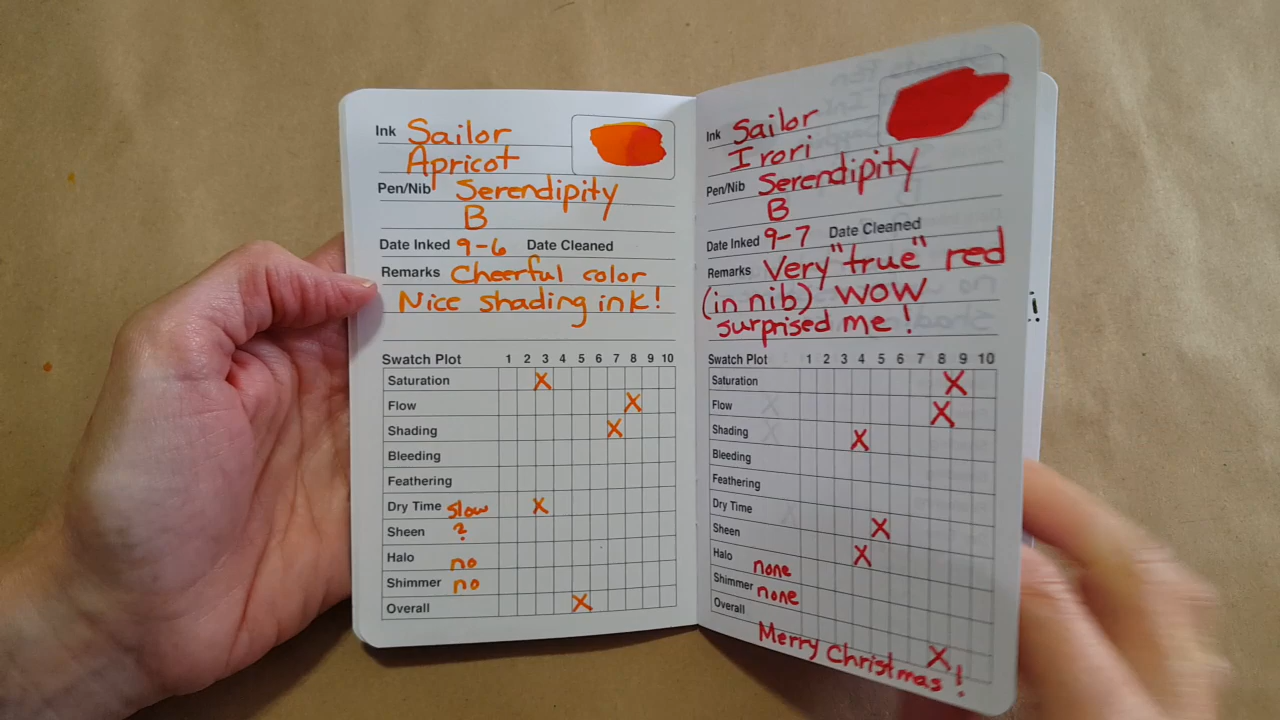 Ink Sailor
Apricot
Pen/Nib Serendipity
B
Date Inked 9-6 Date Cleaned
Remarks Cheerful color
Nice shading ink!
Swatch Plot 1 2 3 4 5 6 7 8 9 10
Saturation X
Flow X
Shading X
Bleeding
Feathering
Dry Time slow X
Sheen ?
Halo no
Shimmer no
Overall X
Ink Sailor
Irori
Pen/Nib Serendipity
B
Date Inked 9-7 Date Cleaned
Remarks Very "true" red
(in nib) WOW
surprised me!
Swatch Plot 1 2 3 4 5 6 7 8 9 10
Saturation X
Flow X
Shading X
Bleeding
Feathering
Dry Time X
Sheen X
Halo none
Shimmer none
Overall X
Merry Christmas!